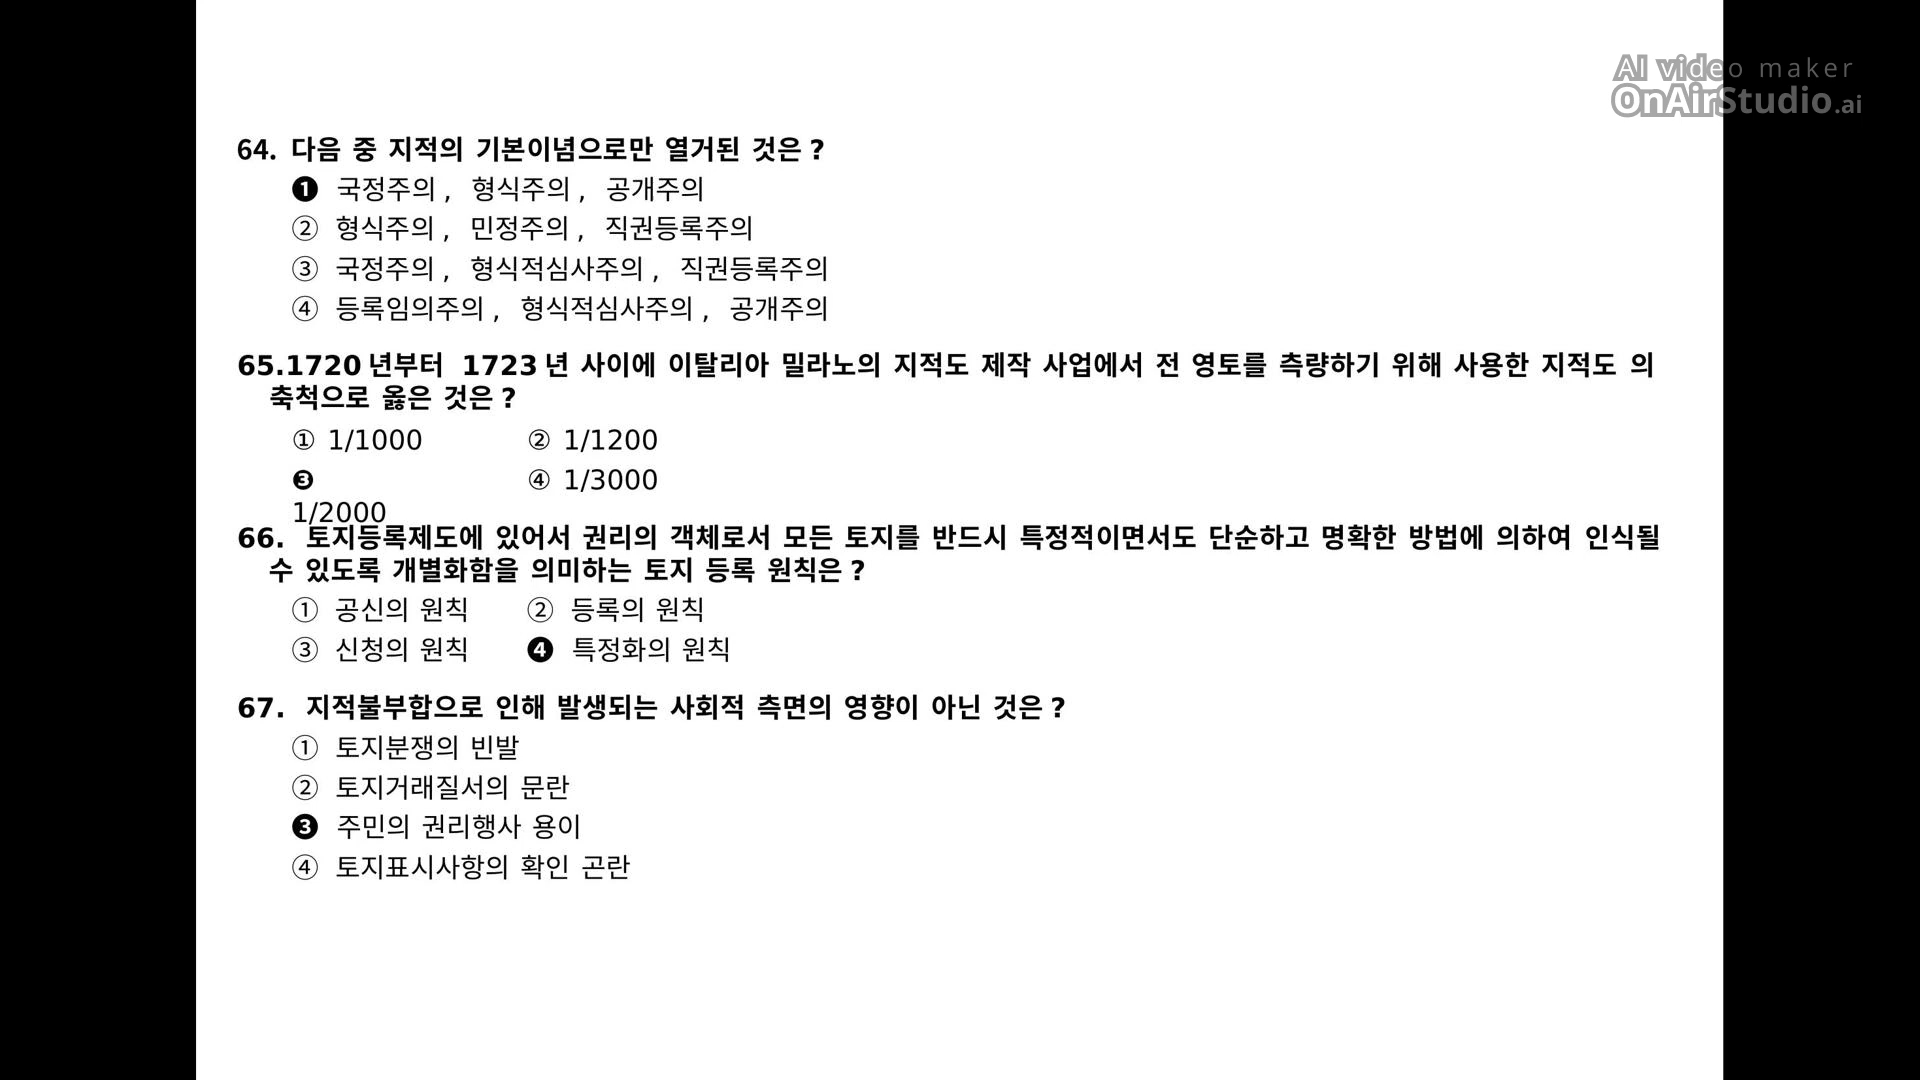 AI video maker
OnAirStudio.ai
64. 다음 중 지적의 기본이념으로만 열거된 것은?
❶ 국정주의, 형식주의, 공개주의
② 형식주의, 민정주의, 직권등록주의
③ 국정주의, 형식적심사주의, 직권등록주의
④ 등록임의주의, 형식적심사주의, 공개주의
65.1720년부터 1723년 사이에 이탈리아 밀라노의 지적도 제작 사업에서 전 영토를 측량하기 위해 사용한 지적도 의
축척으로 옳은 것은?
① 1/1000 ② 1/1200
❸ ④ 1/3000
1/2000
66. 토지등록제도에 있어서 권리의 객체로서 모든 토지를 반드시 특정적이면서도 단순하고 명확한 방법에 의하여 인식될
수 있도록 개별화함을 의미하는 토지 등록 원칙은?
① 공신의 원칙 ② 등록의 원칙
③ 신청의 원칙 ❹ 특정화의 원칙
67. 지적불부합으로 인해 발생되는 사회적 측면의 영향이 아닌 것은?
① 토지분쟁의 빈발
② 토지거래질서의 문란
❸ 주민의 권리행사 용이
④ 토지표시사항의 확인 곤란